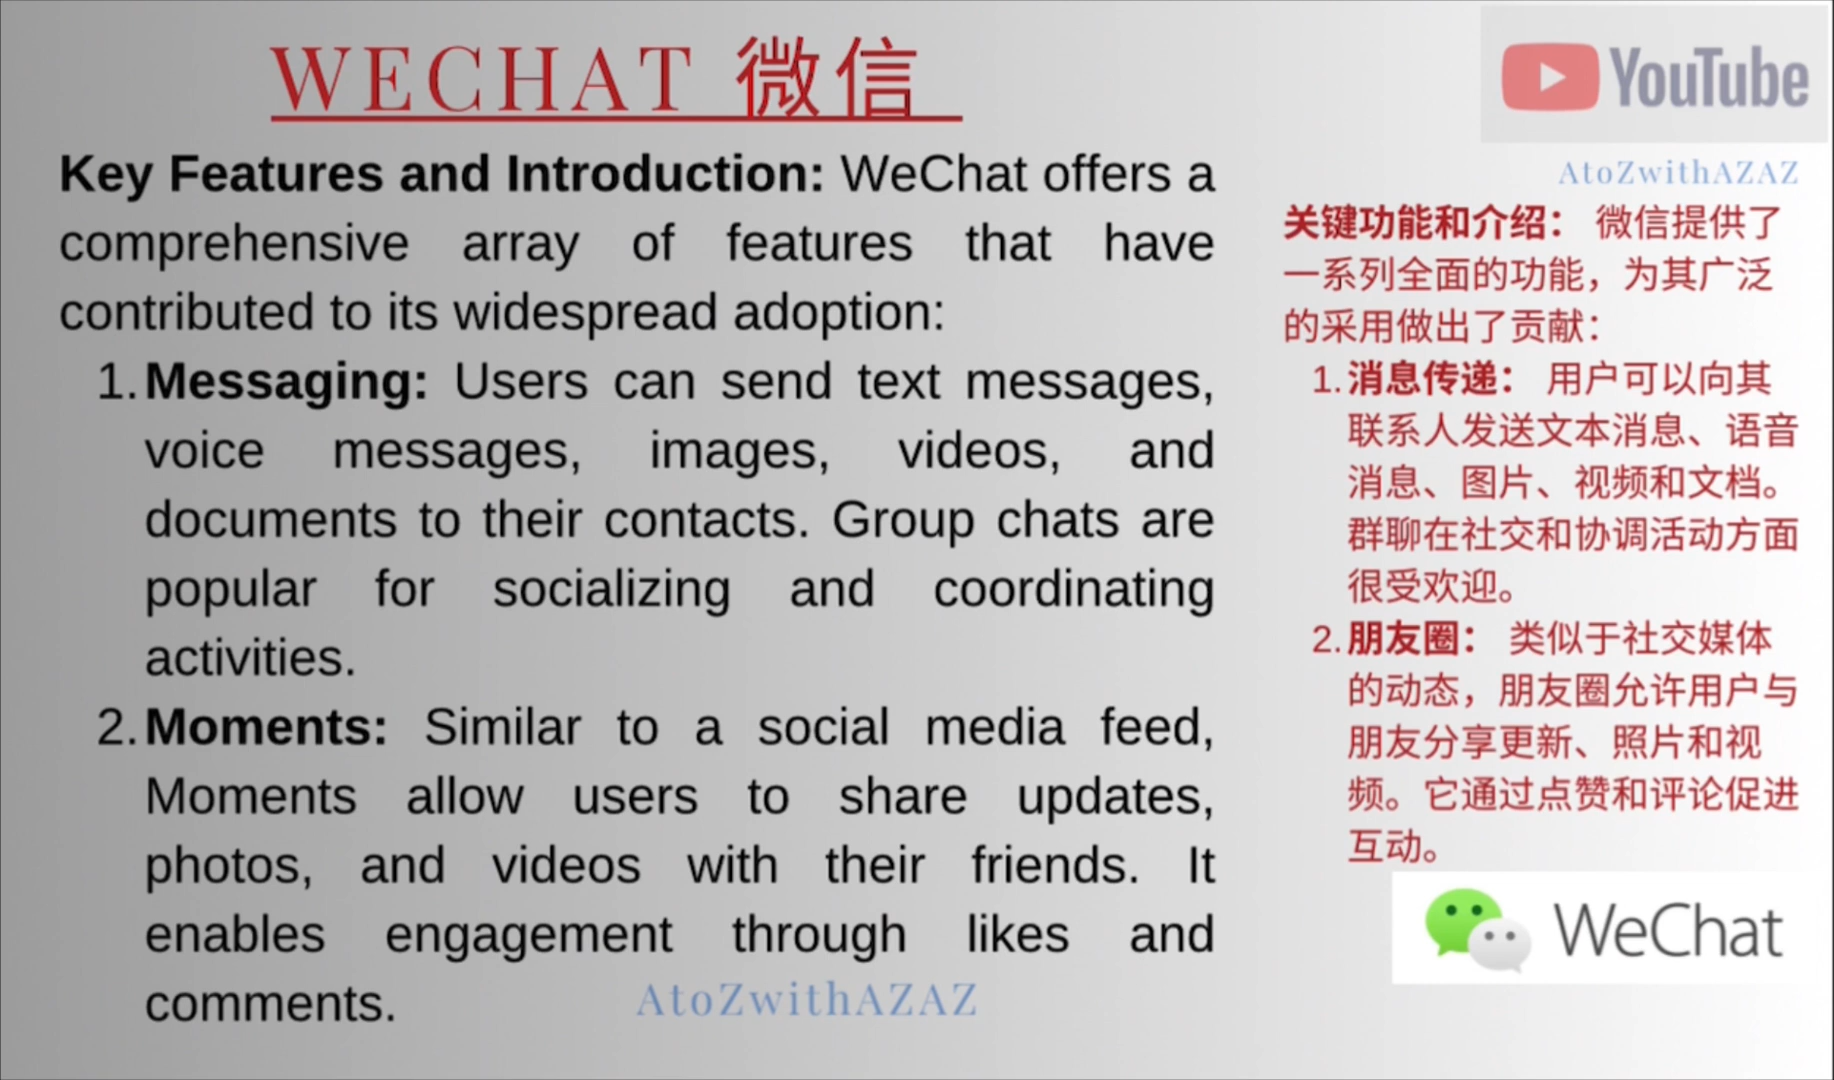 WECHAT 微信
Key Features and Introduction: WeChat offers a
comprehensive array of features that have
contributed to its widespread adoption:
1. Messaging: Users can send text messages,
voice messages, images, videos, and
documents to their contacts. Group chats are
popular for socializing and coordinating
activities.
2. Moments: Similar to a social media feed,
Moments allow users to share updates,
photos, and videos with their friends. It
enables engagement through likes and
comments.
AtoZwithAZAZ
YouTube
AtoZwithAZAZ
关键功能和介绍： 微信提供了
一系列全面的功能，为其广泛
的采用做出了贡献：
1. 消息传递： 用户可以向其
联系人发送文本消息、语音
消息、图片、视频和文档。
群聊在社交和协调活动方面
很受欢迎。
2. 朋友圈： 类似于社交媒体
的动态，朋友圈允许用户与
朋友分享更新、照片和视
频。它通过点赞和评论促进
互动。
WeChat